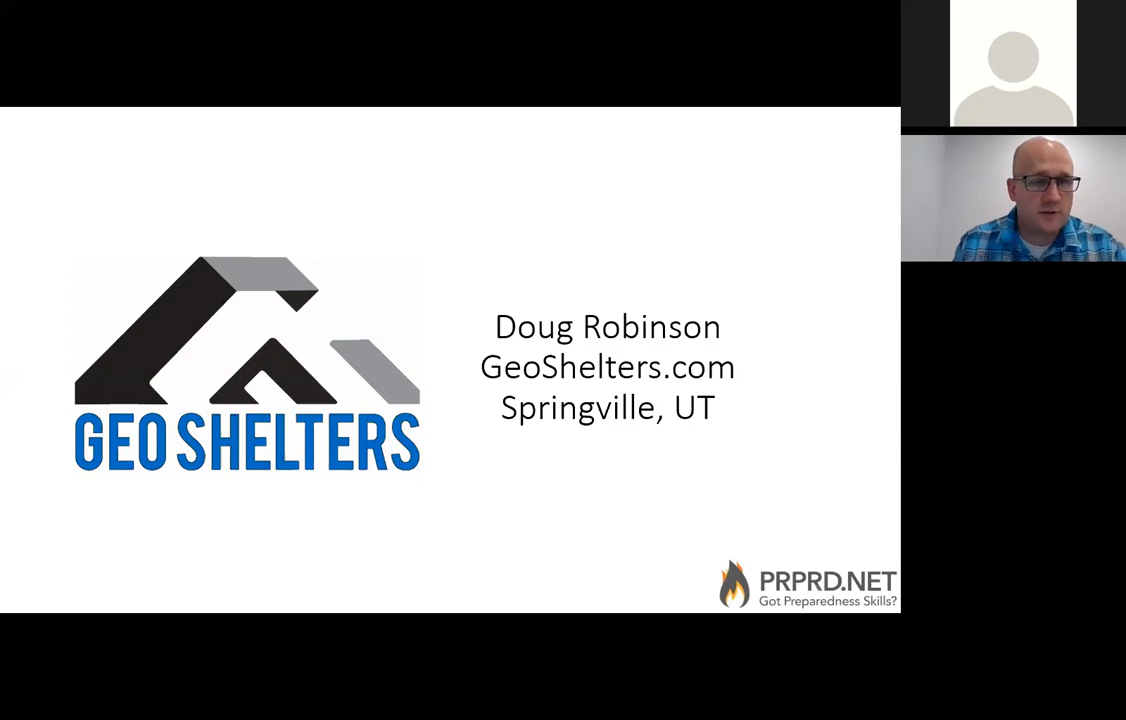 GEO SHELTERS
Doug Robinson
GeoShelters.com
Springville, UT
PRPRD.NET
Got Preparedness Skills?